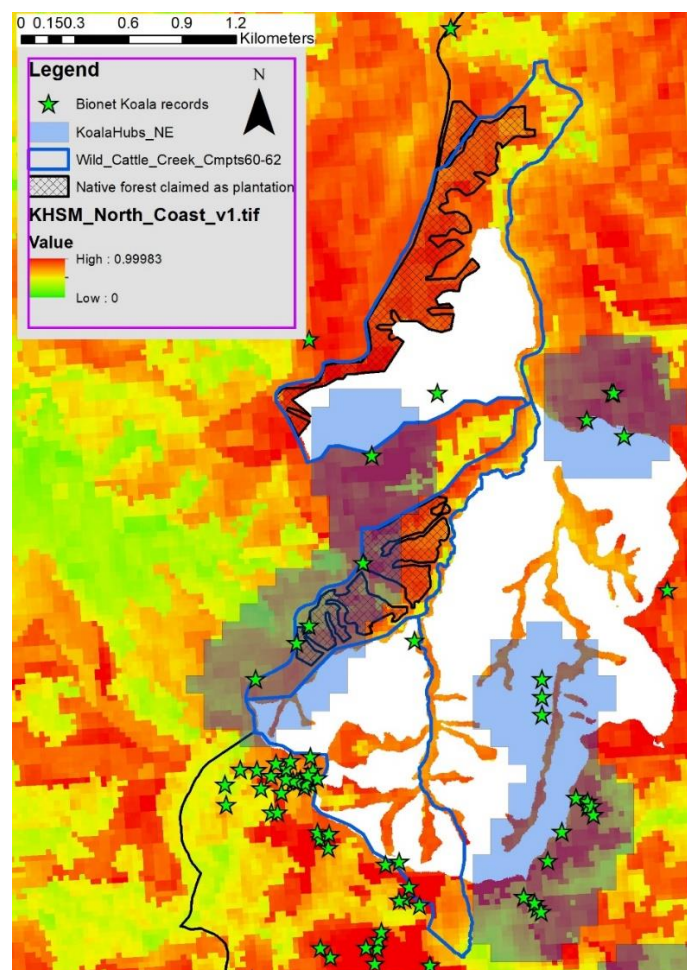 0 0.150.3 0.6 0.9 1.2
Kilometers
Legend
N
Bionet Koala records
KoalaHubs_NE
Wild_Cattle_Creek_Cmpts60-62
Native forest claimed as plantation
KHSM_North_Coast_v1.tif
Value
High : 0.99983
Low : 0